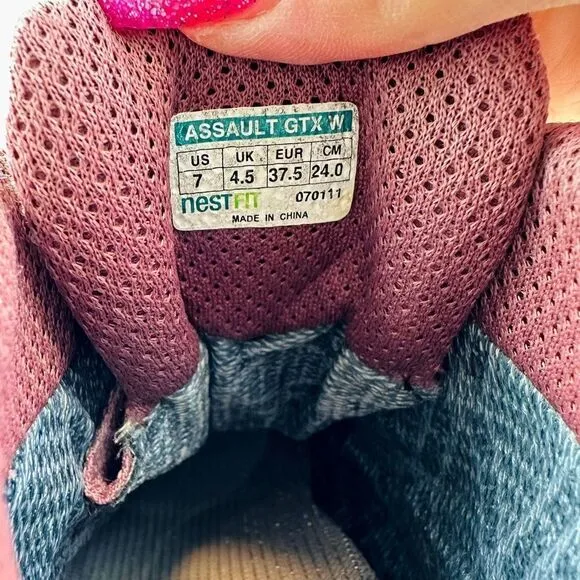 ASSAULT GTX W
US UK EUR CM
7 4.5 37.5 24.0
nesTFIT 070111
MADE IN CHINA